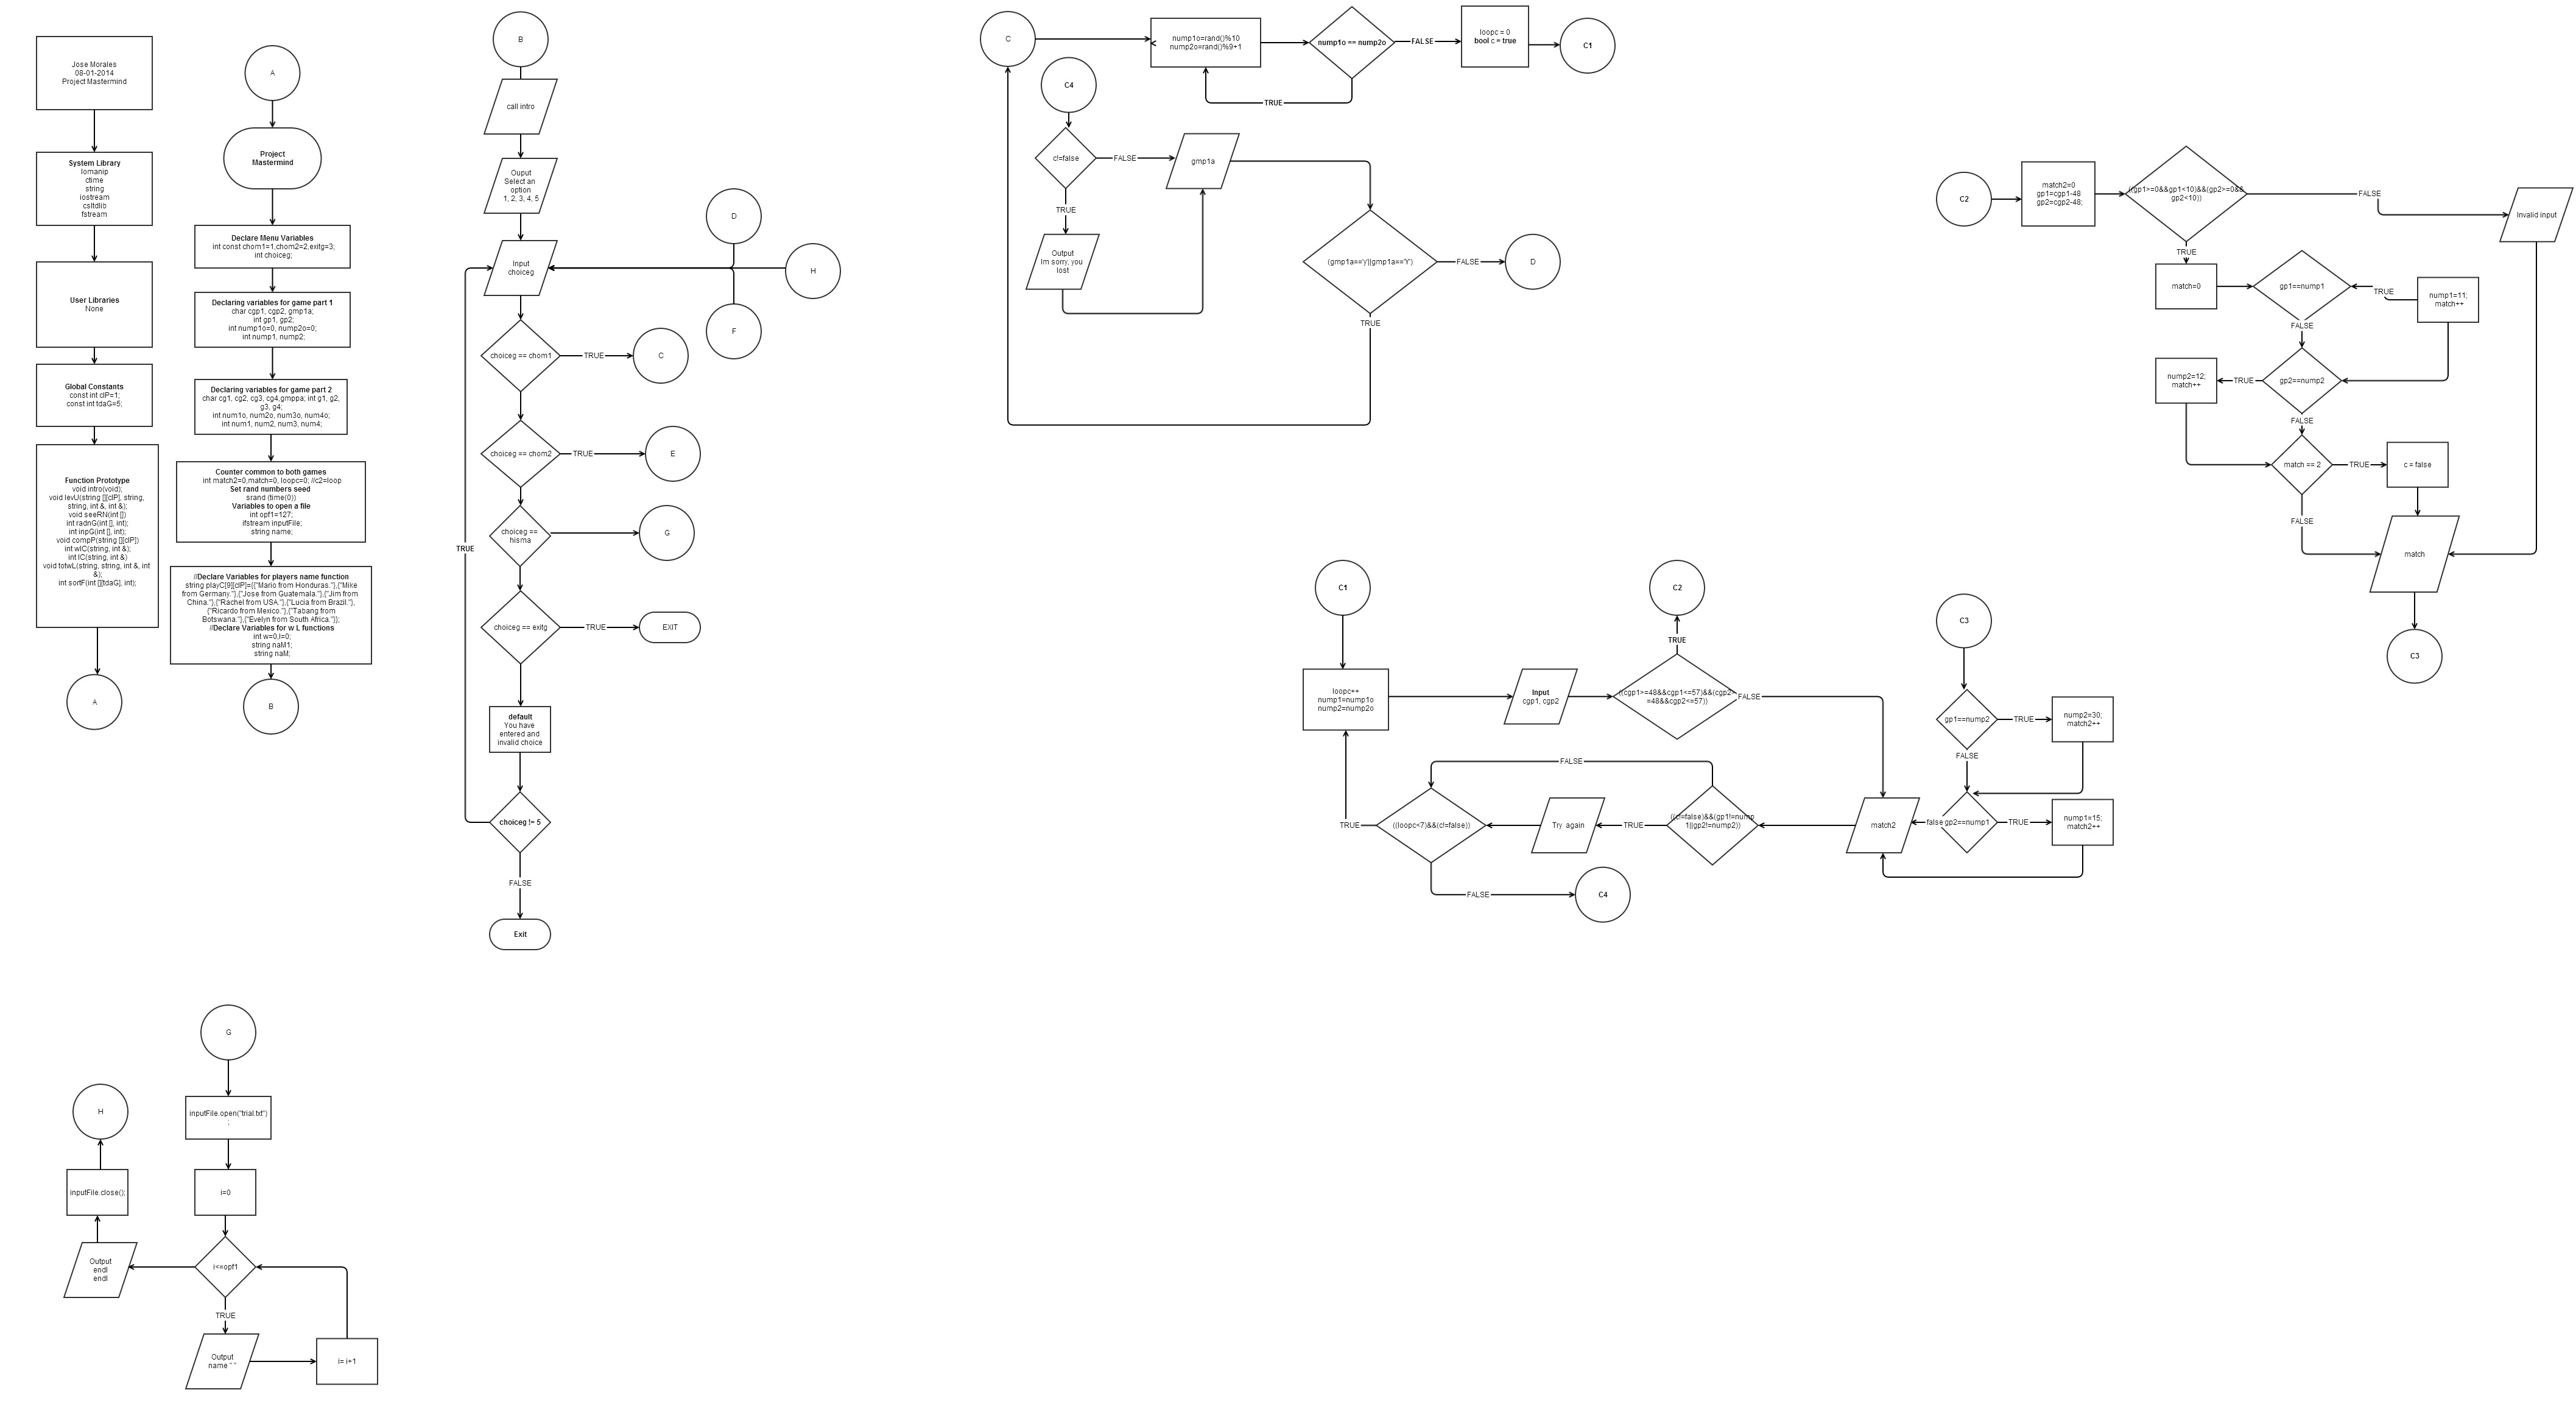 Jose Morales
08-01-2014
Project Mastermind
System Library
Iomanip
ctime
string
iostream
csltdlib
fstream
User Libraries
None
Global Constants
const int clP=1;
const int tdaG=5;
Function Prototype
void intro(void);
void levU(string [][clP], string,
string, int &, int &);
void seeRN(int [])
int radnG(int [], int);
int inpG(int [], int);
void compP(string [][clP])
int wlC(string, int &);
int lC(string, int &)
void totwL(string, string, int &, int
&);
int sortF(int [][tdaG], int);
A
A
Project
Mastermind
Declare Menu Variables
int const chom1=1,chom2=2,exitg=3;
int choiceg;
Declaring variables for game part 1
char cgp1, cgp2, gmp1a;
int gp1, gp2;
int nump1o=0, nump2o=0;
int nump1, nump2;
Declaring variables for game part 2
char cg1, cg2, cg3, cg4,gmppa; int g1, g2,
g3, g4;
int num1o, num2o, num3o, num4o;
int num1, num2, num3, num4;
Counter common to both games
int match2=0,match=0, loopc=0; //c2=loop
Set rand numbers seed
srand (time(0))
Variables to open a file
int opf1=127;
ifstream inputFile;
string name;
//Declare Variables for players name function
string playC[9][clP]={{"Mario from Honduras."},{"Mike
from Germany."},{"Jose from Guatemala."},{"Jim from
China."},{"Rachel from USA."},{"Lucia from Brazil."},
{"Ricardo from Mexico."},{"Tabang from
Botswana."},{"Evelyn from South Africa."}};
//Declare Variables for w L functions
int w=0,l=0;
string naM1;
string naM;
B
B
call intro
Ouput
Select an
option
1, 2, 3, 4, 5
Input
choiceg
D
H
F
choiceg == chom1
TRUE
C
choiceg == chom2
TRUE
E
choiceg ==
hisma
G
TRUE
choiceg == exitg
TRUE
EXIT
default
You have
entered and
invalid choice
choiceg != 5
FALSE
Exit
C
nump1o=rand()%10
nump2o=rand()%9+1
nump1o == nump2o
FALSE
loopc = 0
bool c = true
C1
TRUE
C4
c!=false
FALSE
gmp1a
TRUE
Output
Im sorry, you
lost
(gmp1a=='y'||gmp1a=='Y')
FALSE
D
TRUE
C2
match2=0
gp1=cgp1-48
gp2=cgp2-48;
((gp1>=0&&gp1<10)&&(gp2>=0&&
gp2<10))
FALSE
Invalid input
TRUE
match=0
gp1==nump1
TRUE
nump1=11;
match++
FALSE
nump2=12;
match++
TRUE
gp2==nump2
FALSE
match == 2
TRUE
c = false
FALSE
match
C3
C1
C2
TRUE
loopc++
nump1=nump1o
nump2=nump2o
Input
cgp1, cgp2
((cgp1>=48&&cgp1<=57)&&(cgp2>
=48&&cgp2<=57))
FALSE
C3
gp1==nump2
TRUE
nump2=30;
match2++
FALSE
FALSE
TRUE
((loopc<7)&&(c!=false))
Try again
TRUE
((c!=false)&&(gp1!=nump
1||gp2!=nump2))
match2
false
gp2==nump1
TRUE
nump1=15;
match2++
FALSE
C4
G
inputFile.open("trial.txt")
;
H
inputFile.close();
i=0
Output
endl
endl
i<=opf1
TRUE
Output
name " "
i= i+1